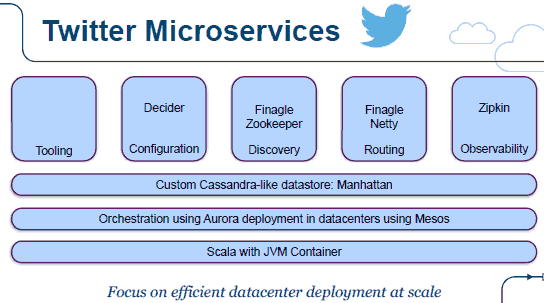 Twitter Microservices
Tooling
Decider
Configuration
Finagle
Zookeeper
Discovery
Finagle
Netty
Routing
Zipkin
Observability
Custom Cassandra-like datastore: Manhattan
Orchestration using Aurora deployment in datacenters using Mesos
Scala with JVM Container
Focus on efficient datacenter deployment at scale